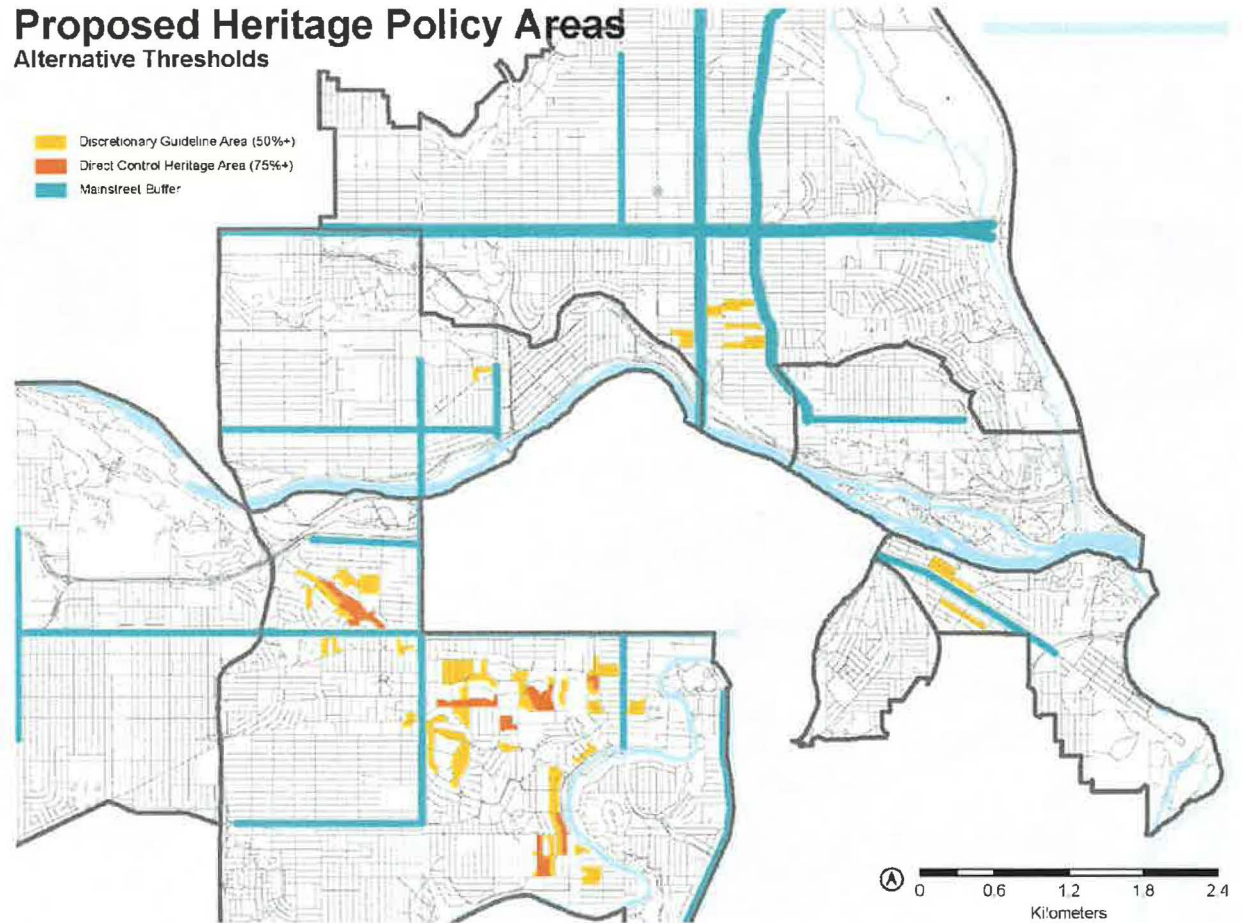 Proposed Heritage Policy Areas
Alternative Thresholds
Discretionary Guideline Area (50%+)
Direct Control Heritage Area (75%+)
Mainstreet Buffer
A
0 0.6 1.2 1.8 2.4
Kilometers